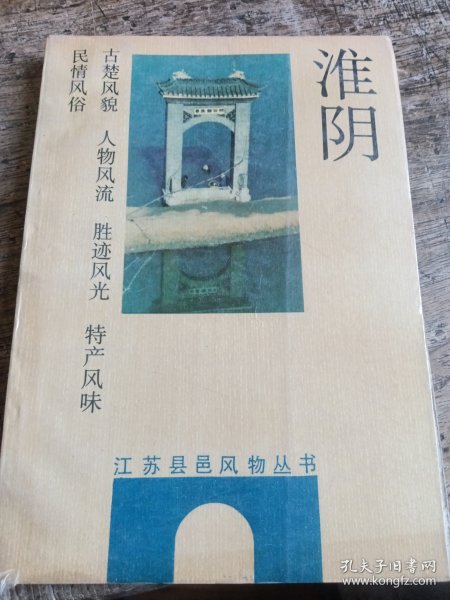 淮阴
古楚风貌 人物风流 胜迹风光 特产风味
民情风俗
江苏县邑风物丛书
孔夫子旧书网
www.kongfz.com